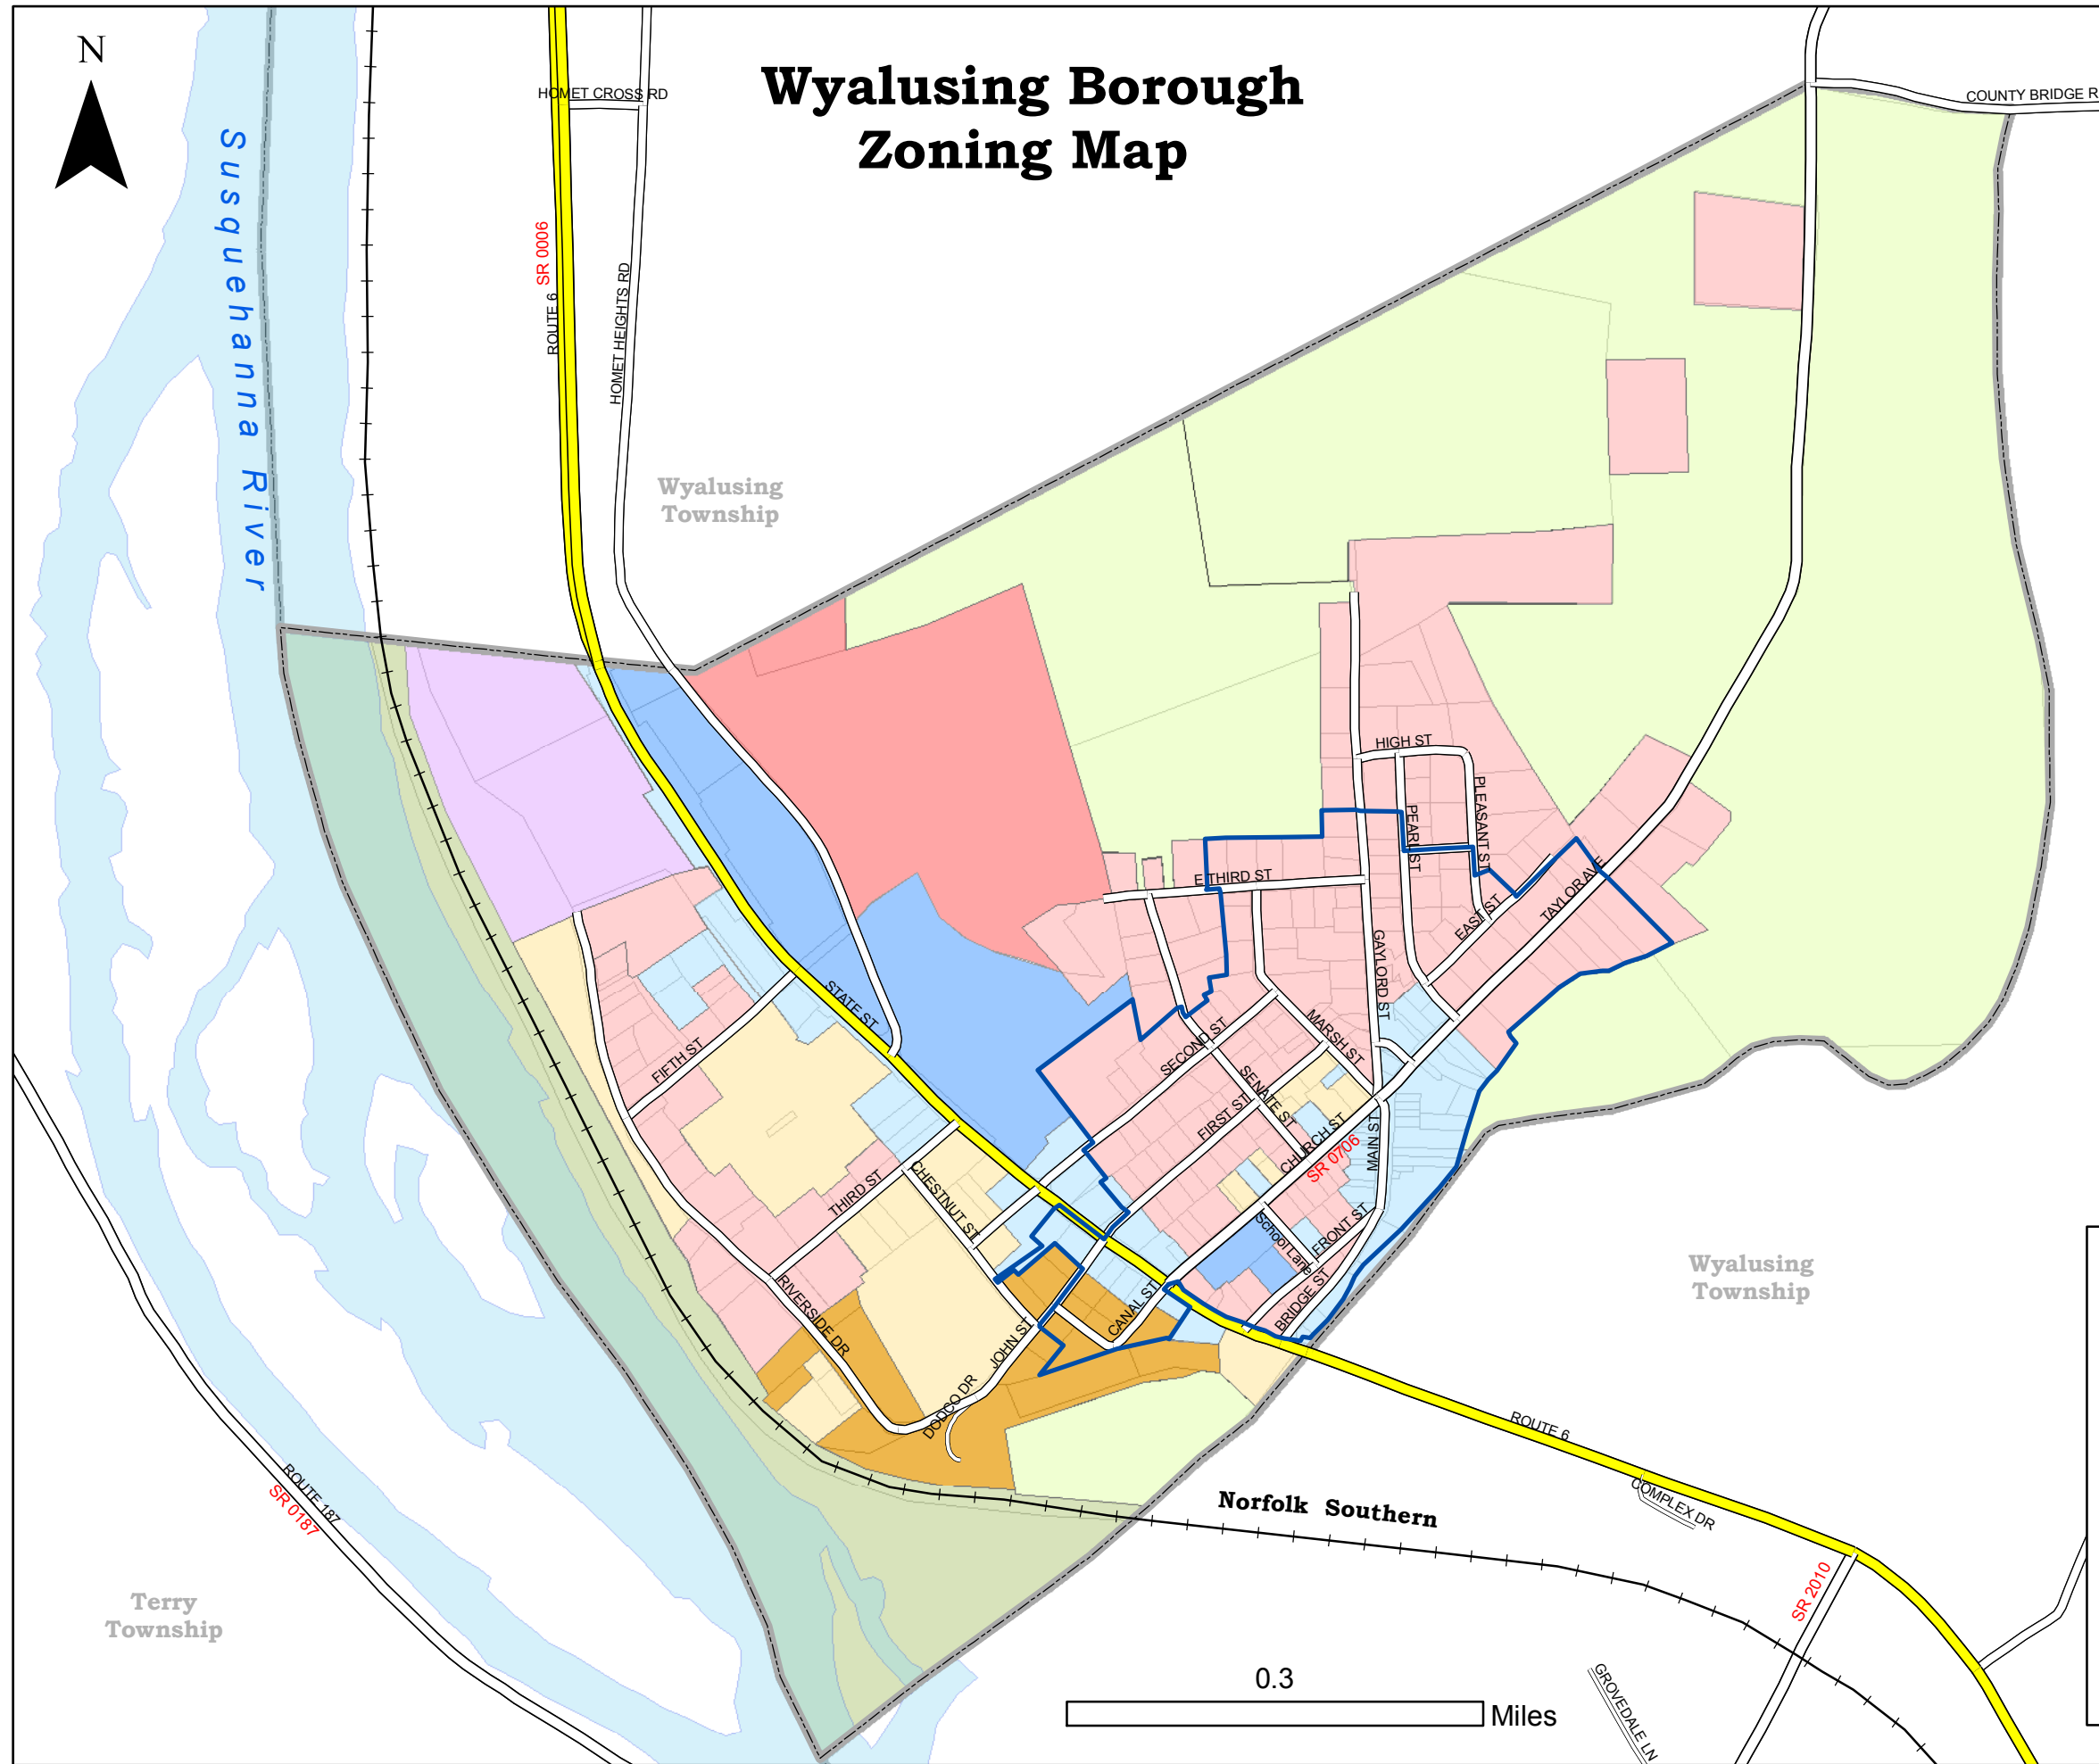 N
Wyalusing Borough
Zoning Map
HOMET CROSS RD
COUNTY BRIDGE R
Susquehanna River
SR 0006
ROUTE 6
HOMET HEIGHTS RD
Wyalusing
Township
HIGH ST
PLEASANT ST
PEARL ST
E THIRD ST
TAYLOR AVE
EAST ST
GAYLORD ST
STATE ST
MARSH ST
SECOND ST
FIFTH ST
SENATE ST
FIRST ST
CHURCH ST
SR 0706
MAIN ST
CHESTNUT ST
THIRD ST
School Lane
FRONT ST
Wyalusing
Township
RIVERSIDE DR
CANAL ST
BRIDGE ST
JOHN ST
DODCO DR
ROUTE 6
ROUTE 187
SR 0187
COMPLEX DR
Norfolk Southern
SR 2010
Terry
Township
GROVEDALE LN
0.3
Miles